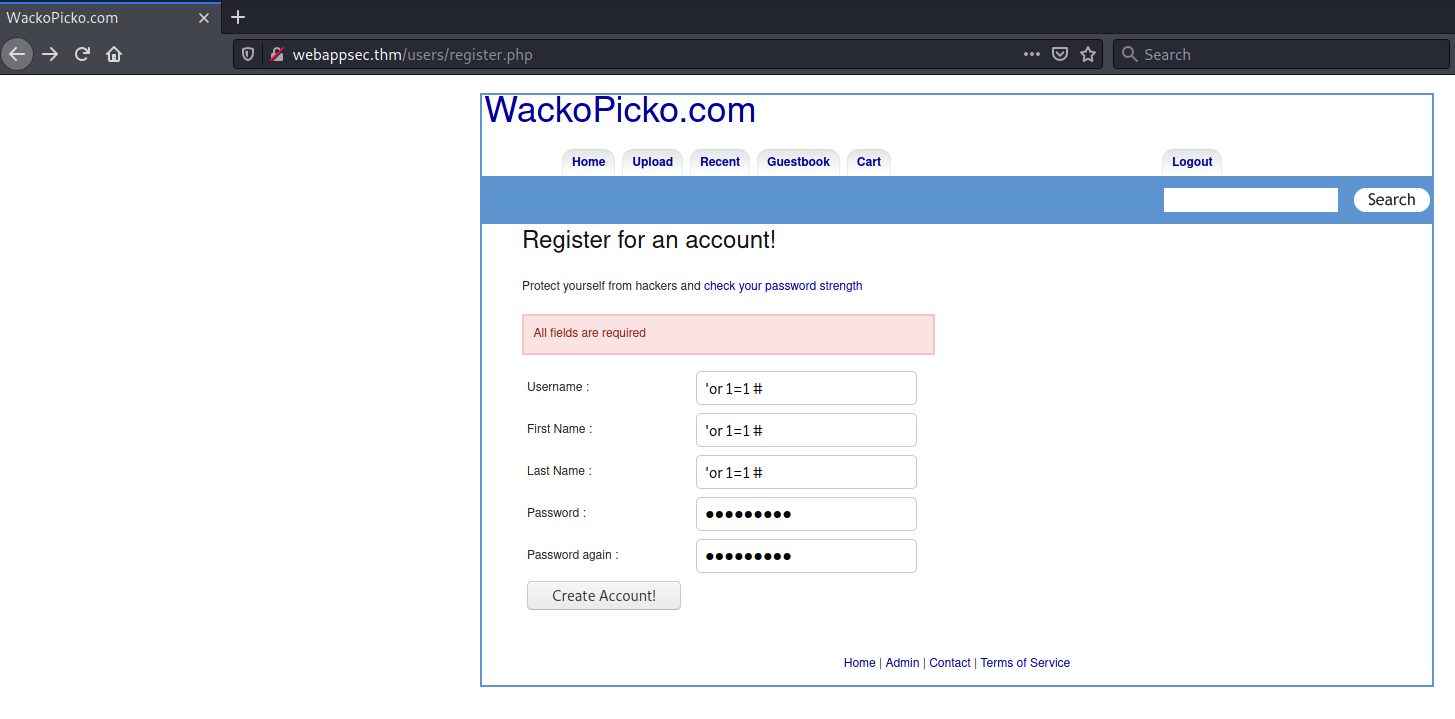 WackoPicko.com
webappsec.thm/users/register.php Search
WackoPicko.com
Home Upload Recent Guestbook Cart Logout
Search
Register for an account!
Protect yourself from hackers and check your password strength
All fields are required
Username : 'or 1=1 #
First Name : 'or 1=1 #
Last Name : 'or 1=1 #
Password : ●●●●●●●●●
Password again : ●●●●●●●●●
Create Account!
Home | Admin | Contact | Terms of Service